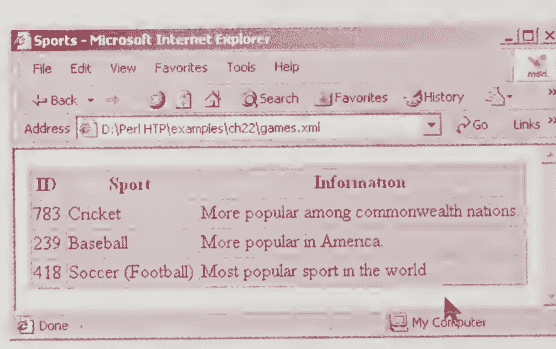 Sports - Microsoft Internet Explorer
File Edit View Favorites Tools Help
msn
Back Search Favorites History
Address D:\Perl HTP\examples\ch22\games.xml Go Links »
ID Sport Information
783 Cricket More popular among commonwealth nations
239 Baseball More popular in America
418 Soccer (Football) Most popular sport in the world
Done My Computer